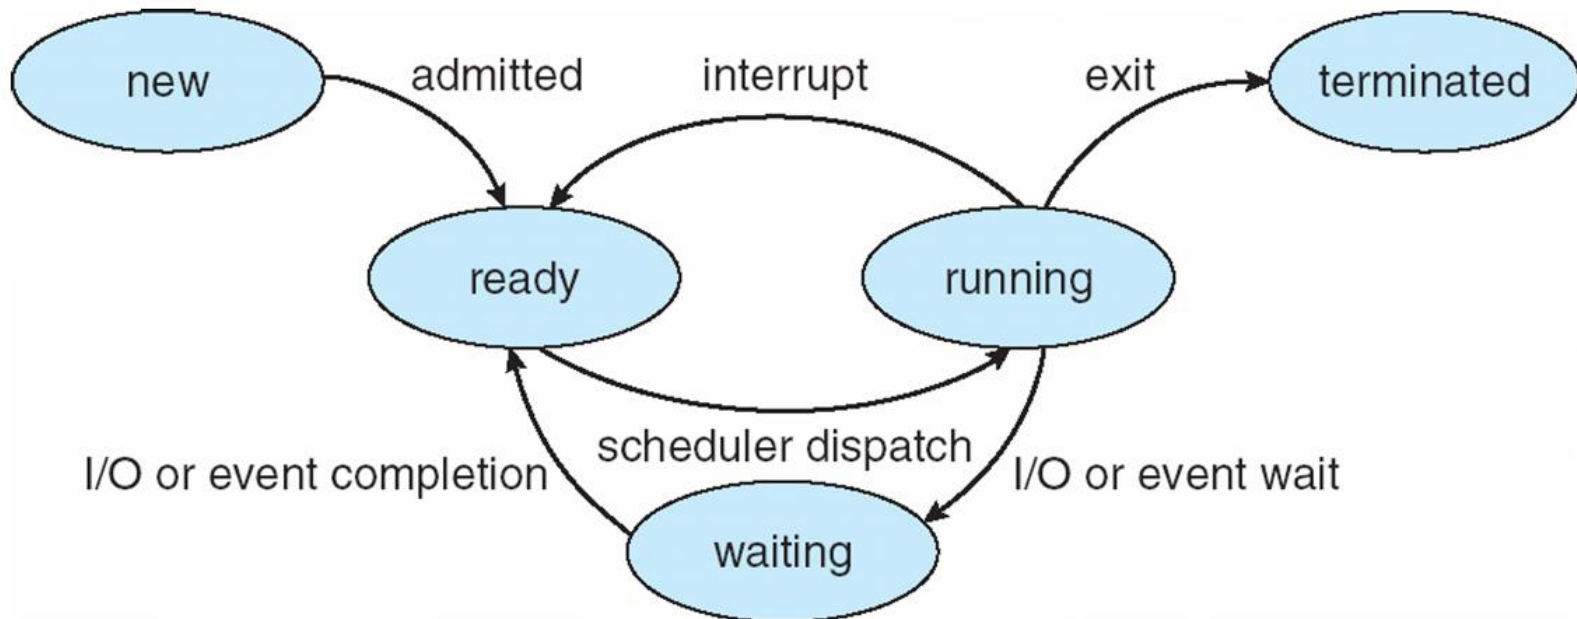 new
admitted
interrupt
exit
terminated
ready
running
scheduler dispatch
I/O or event completion
I/O or event wait
waiting